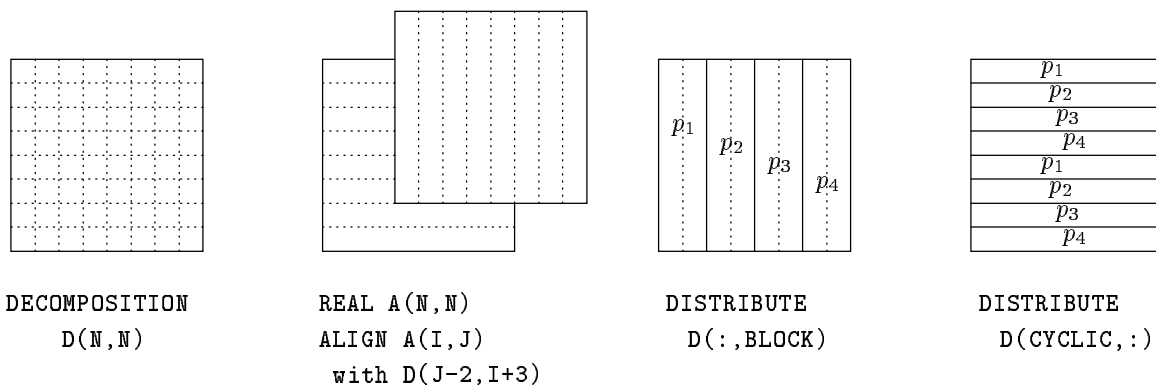 p₁
p₂
p₃
p₄
p₁
p₂
p₃
p₄
p₁
p₂
p₃
p₄
DECOMPOSITION
D(N,N)
REAL A(N,N)
ALIGN A(I,J)
with D(J-2,I+3)
DISTRIBUTE
D(:,BLOCK)
DISTRIBUTE
D(CYCLIC,:)